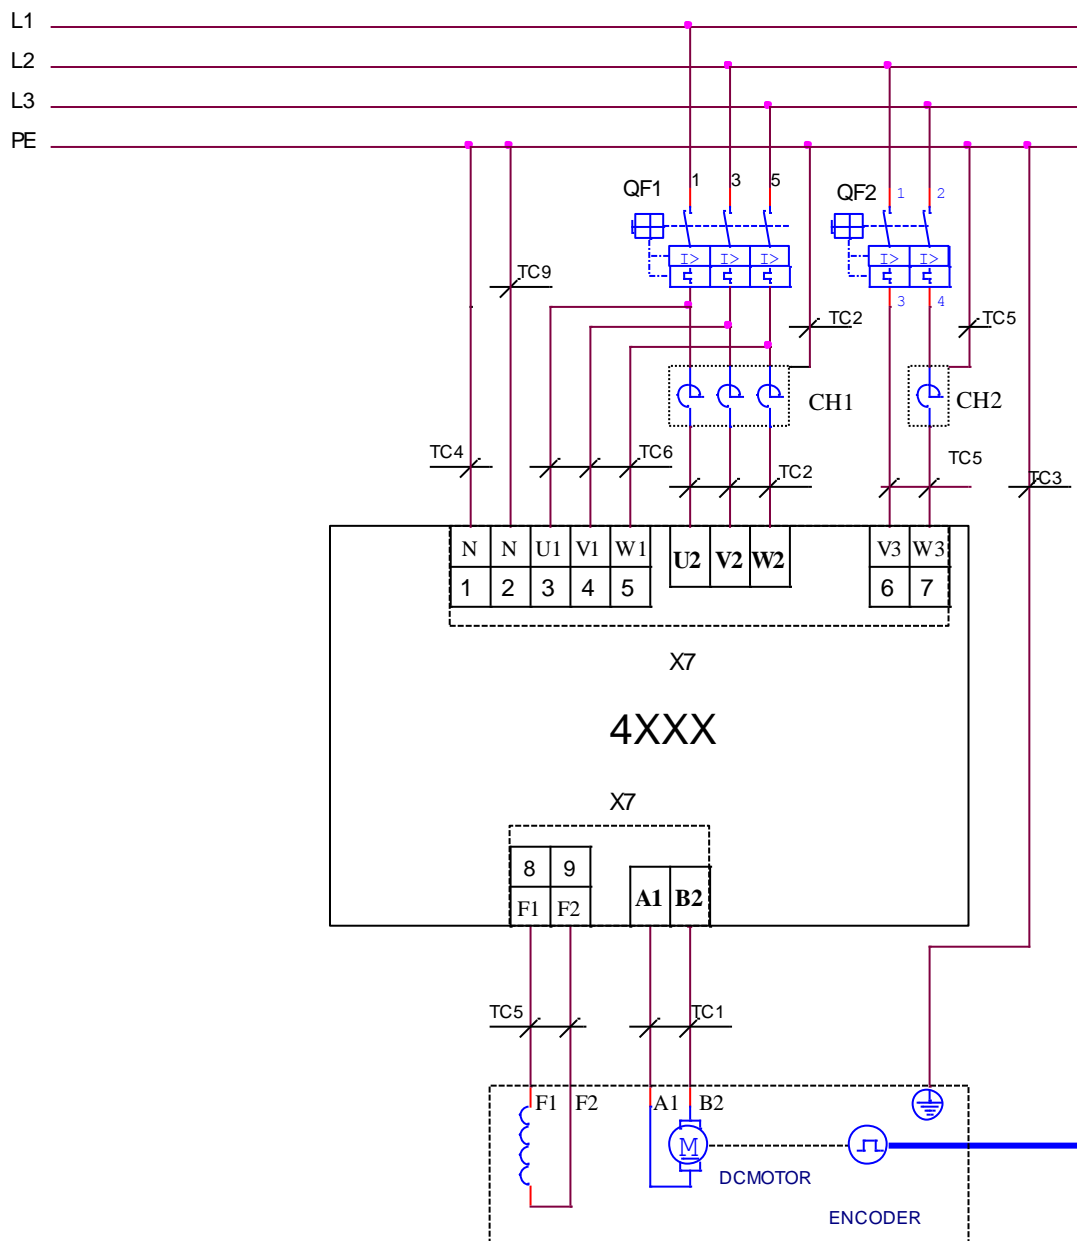 L1
L2
L3
PE
QF1 1 3 5 QF2 1 2
I> I> I> I> I>
TC9
3 4
TC2 TC5
CH1 CH2
TC4 TC6 TC2 TC5 TC3
N N U1 V1 W1 U2 V2 W2 V3 W3
1 2 3 4 5 6 7
X7
4XXX
X7
8 9
F1 F2 A1 B2
TC5 TC1
F1 F2 A1 B2
M
DCMOTOR
ENCODER